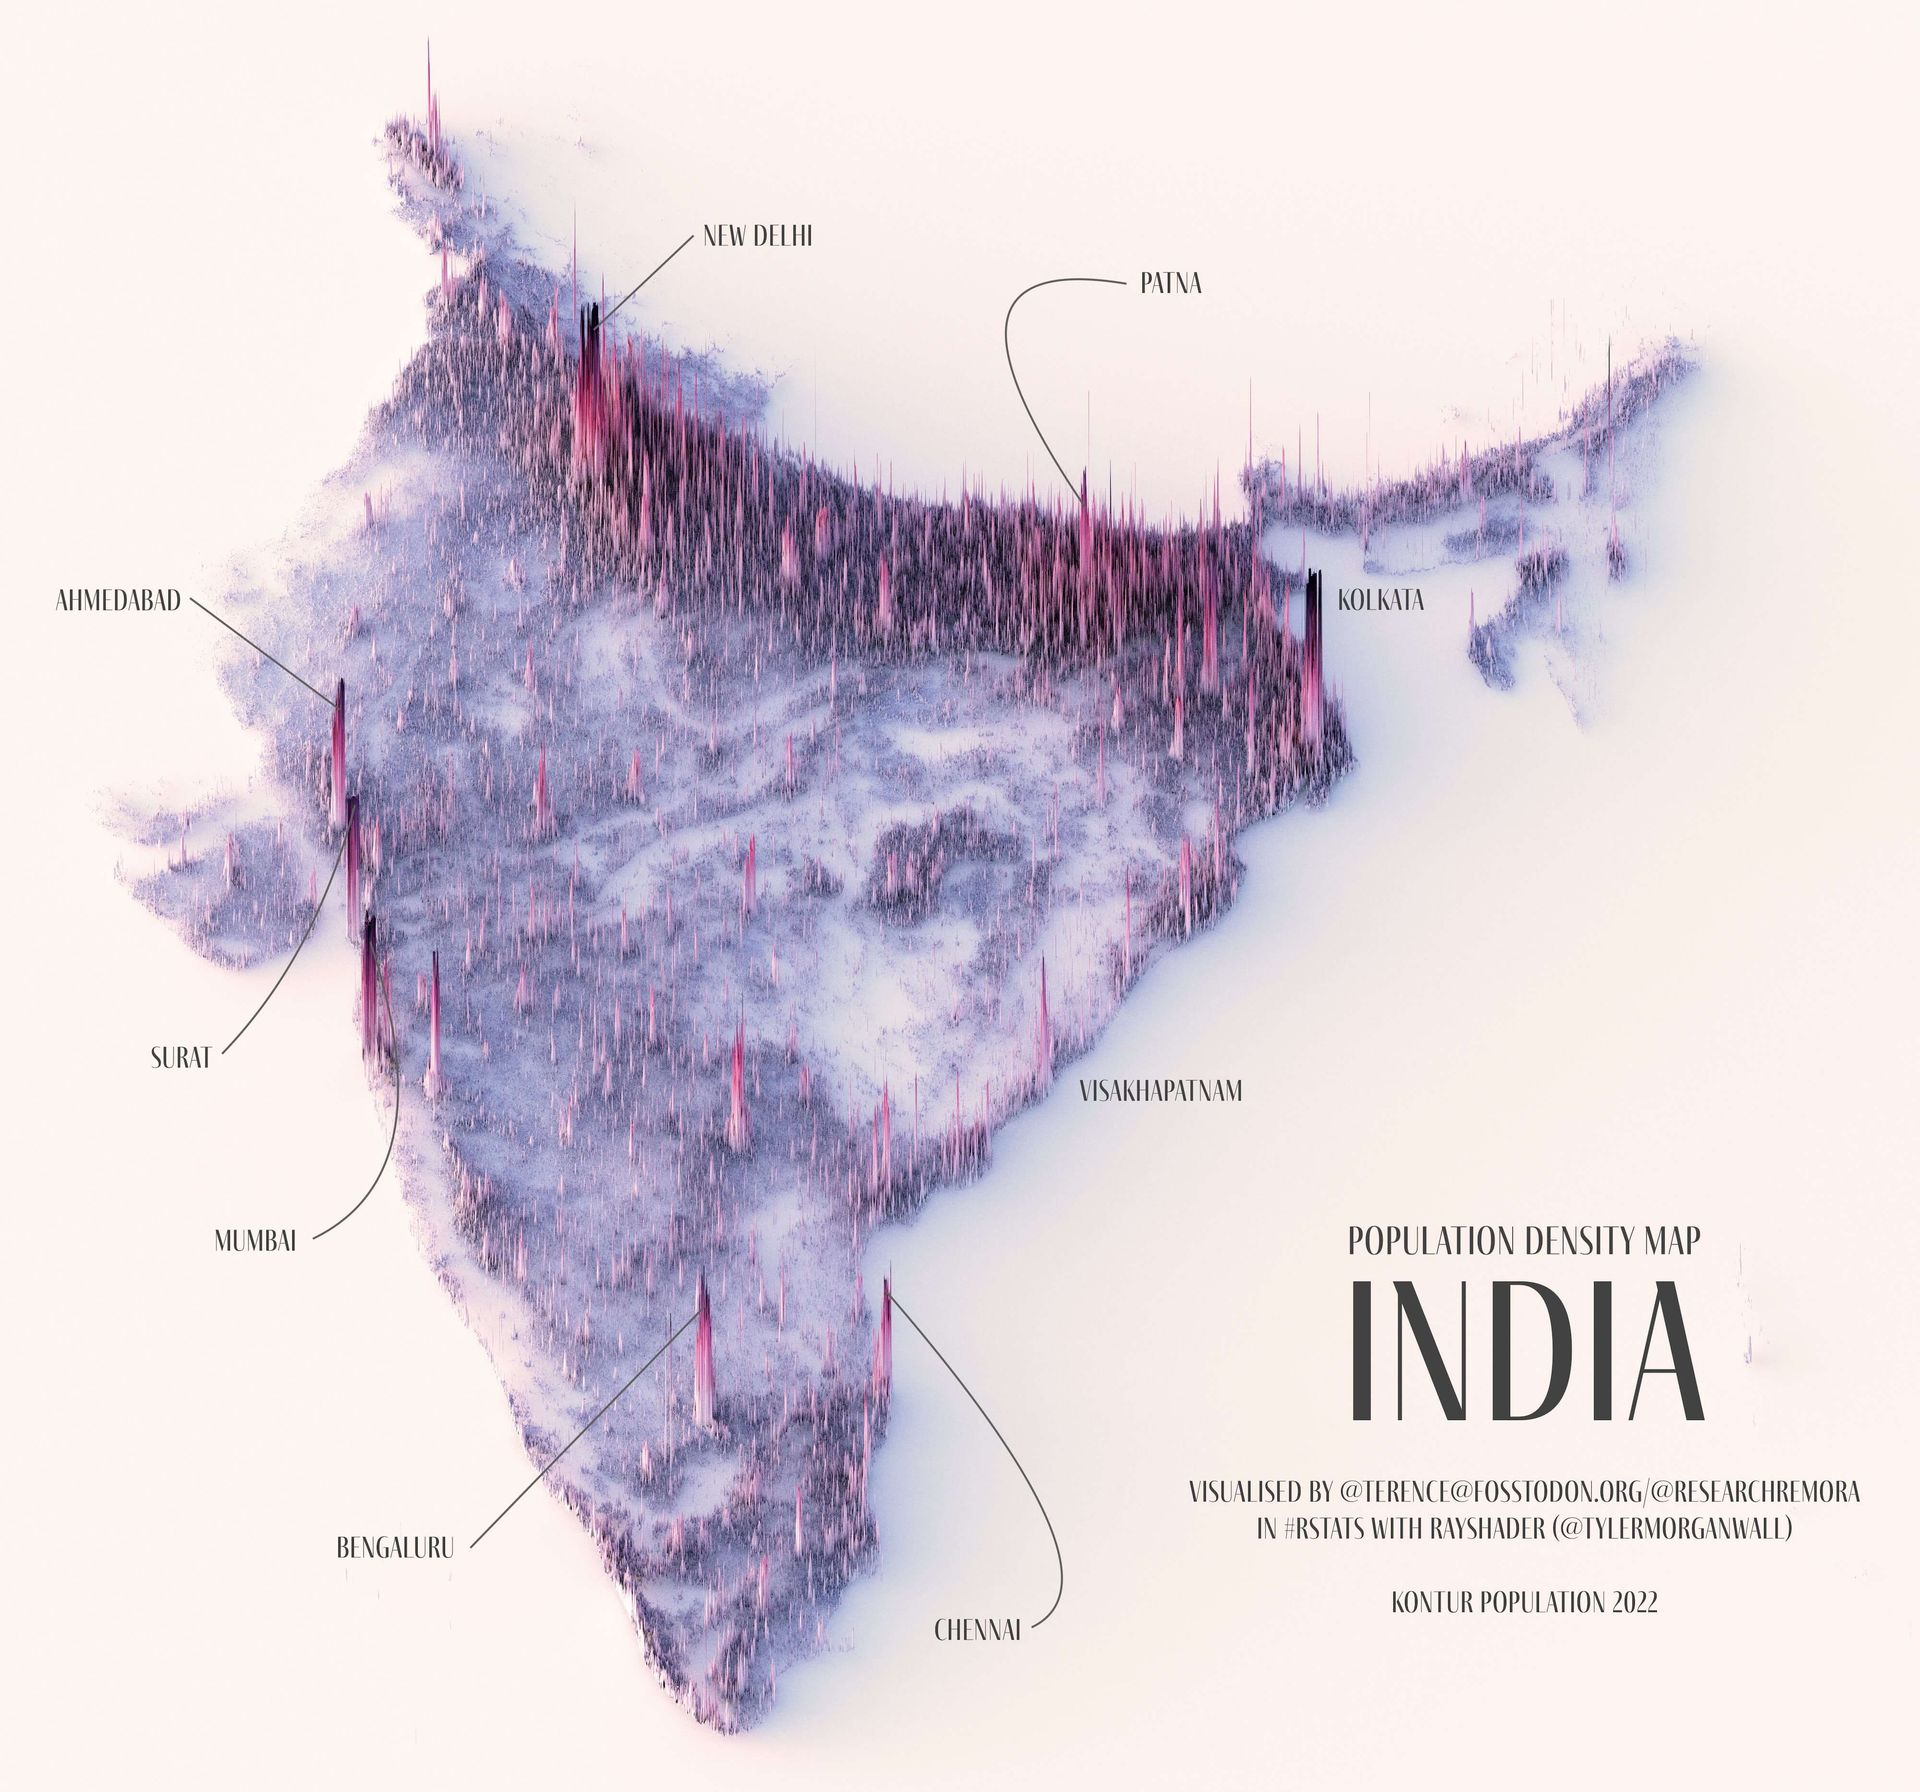 NEW DELHI
PATNA
AHMEDABAD
KOLKATA
SURAT
VISAKHAPATNAM
MUMBAI
BENGALURU
CHENNAI
POPULATION DENSITY MAP
INDIA
VISUALISED BY @TERENCE@FOSSTODON.ORG/@RESEARCHREMORA
IN #RSTATS WITH RAYSHADER (@TYLERMORGANWALL)
KONTUR POPULATION 2022